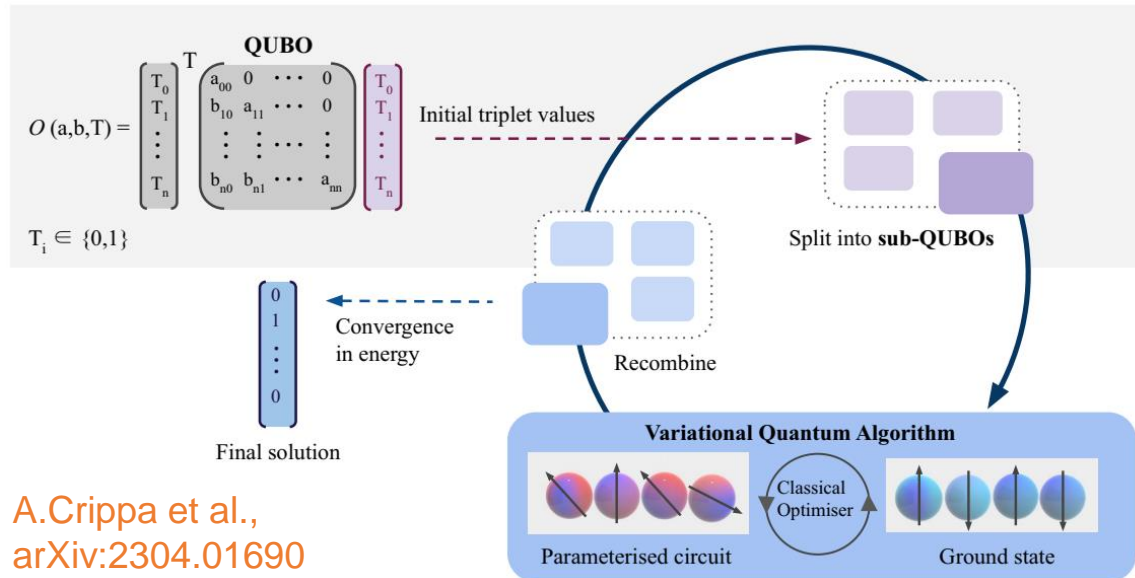 QUBO
O (a,b,T) =
T₀
T₁
⋮
Tₙ
T
a₀₀ 0 ⋯ 0
b₁₀ a₁₁ ⋯ 0
⋮ ⋮ ⋯ ⋮
bₙ₀ bₙ₁ ⋯ aₙₙ
T₀
T₁
⋮
Tₙ
Tᵢ ∈ {0,1}
Initial triplet values
Split into sub-QUBOs
Recombine
Convergence
in energy
0
1
⋮
0
Final solution
Variational Quantum Algorithm
Classical
Optimiser
Parameterised circuit
Ground state
A.Crippa et al.,
arXiv:2304.01690